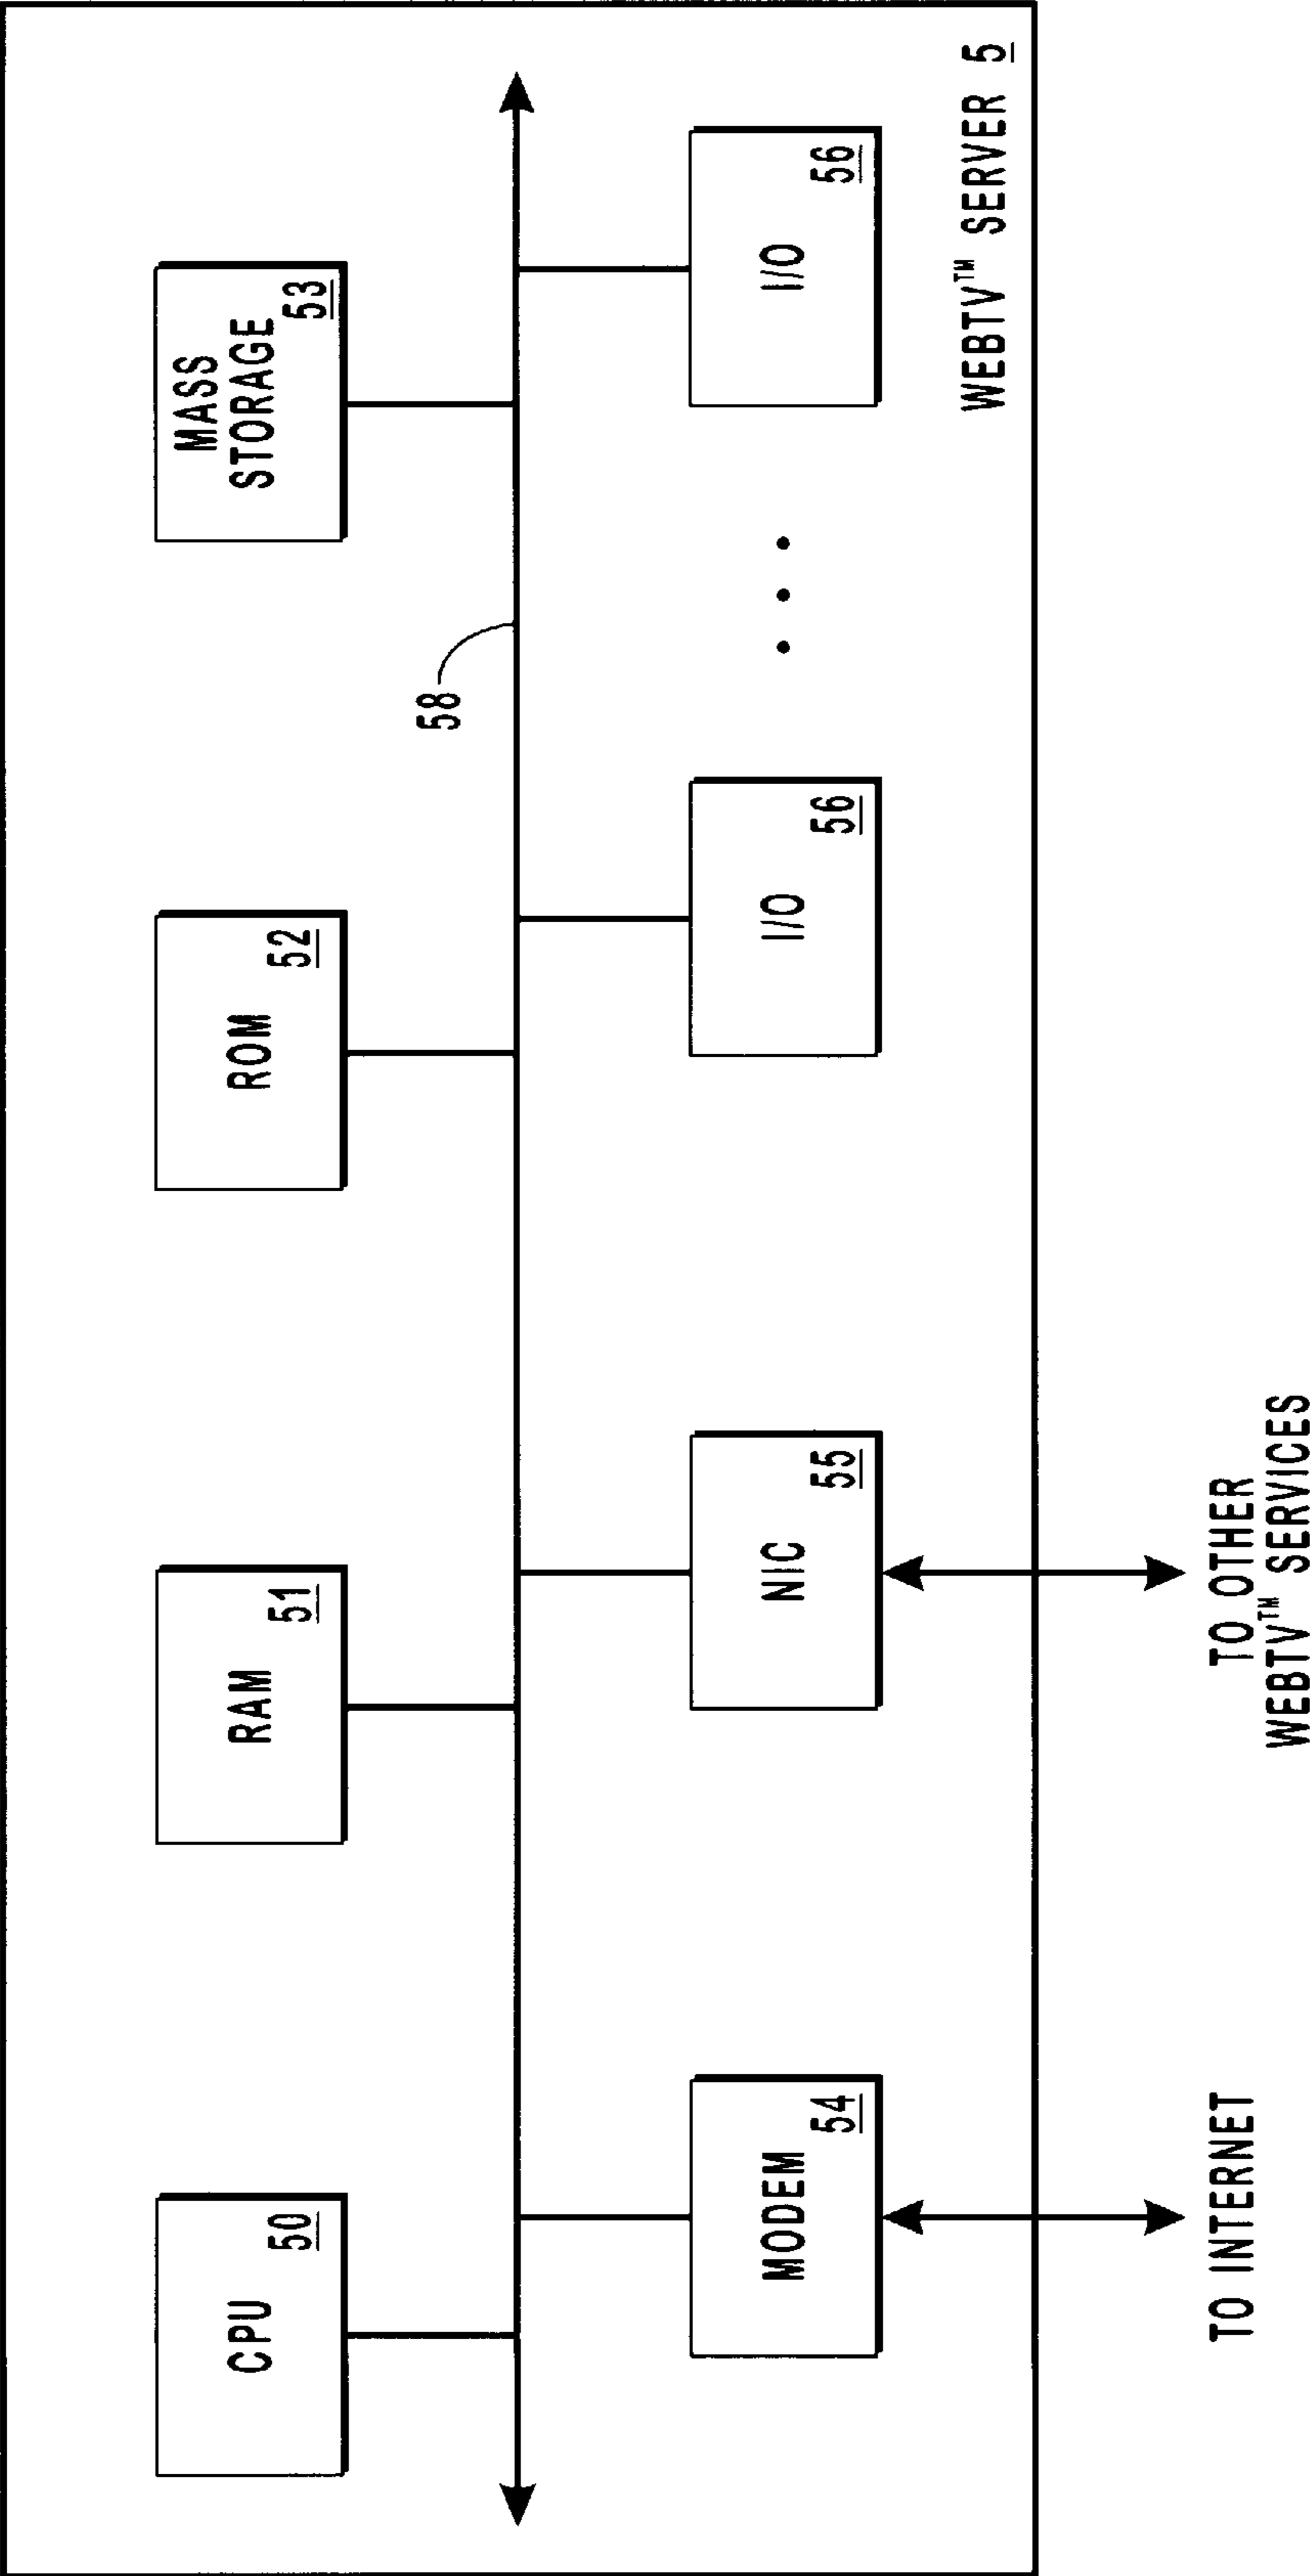 CPU
50
RAM
51
ROM
52
MASS
STORAGE
53
58
MODEM
54
NIC
55
I/O
56
I/O
56
WEBTV™ SERVER 5
TO INTERNET
TO OTHER
WEBTV™ SERVICES